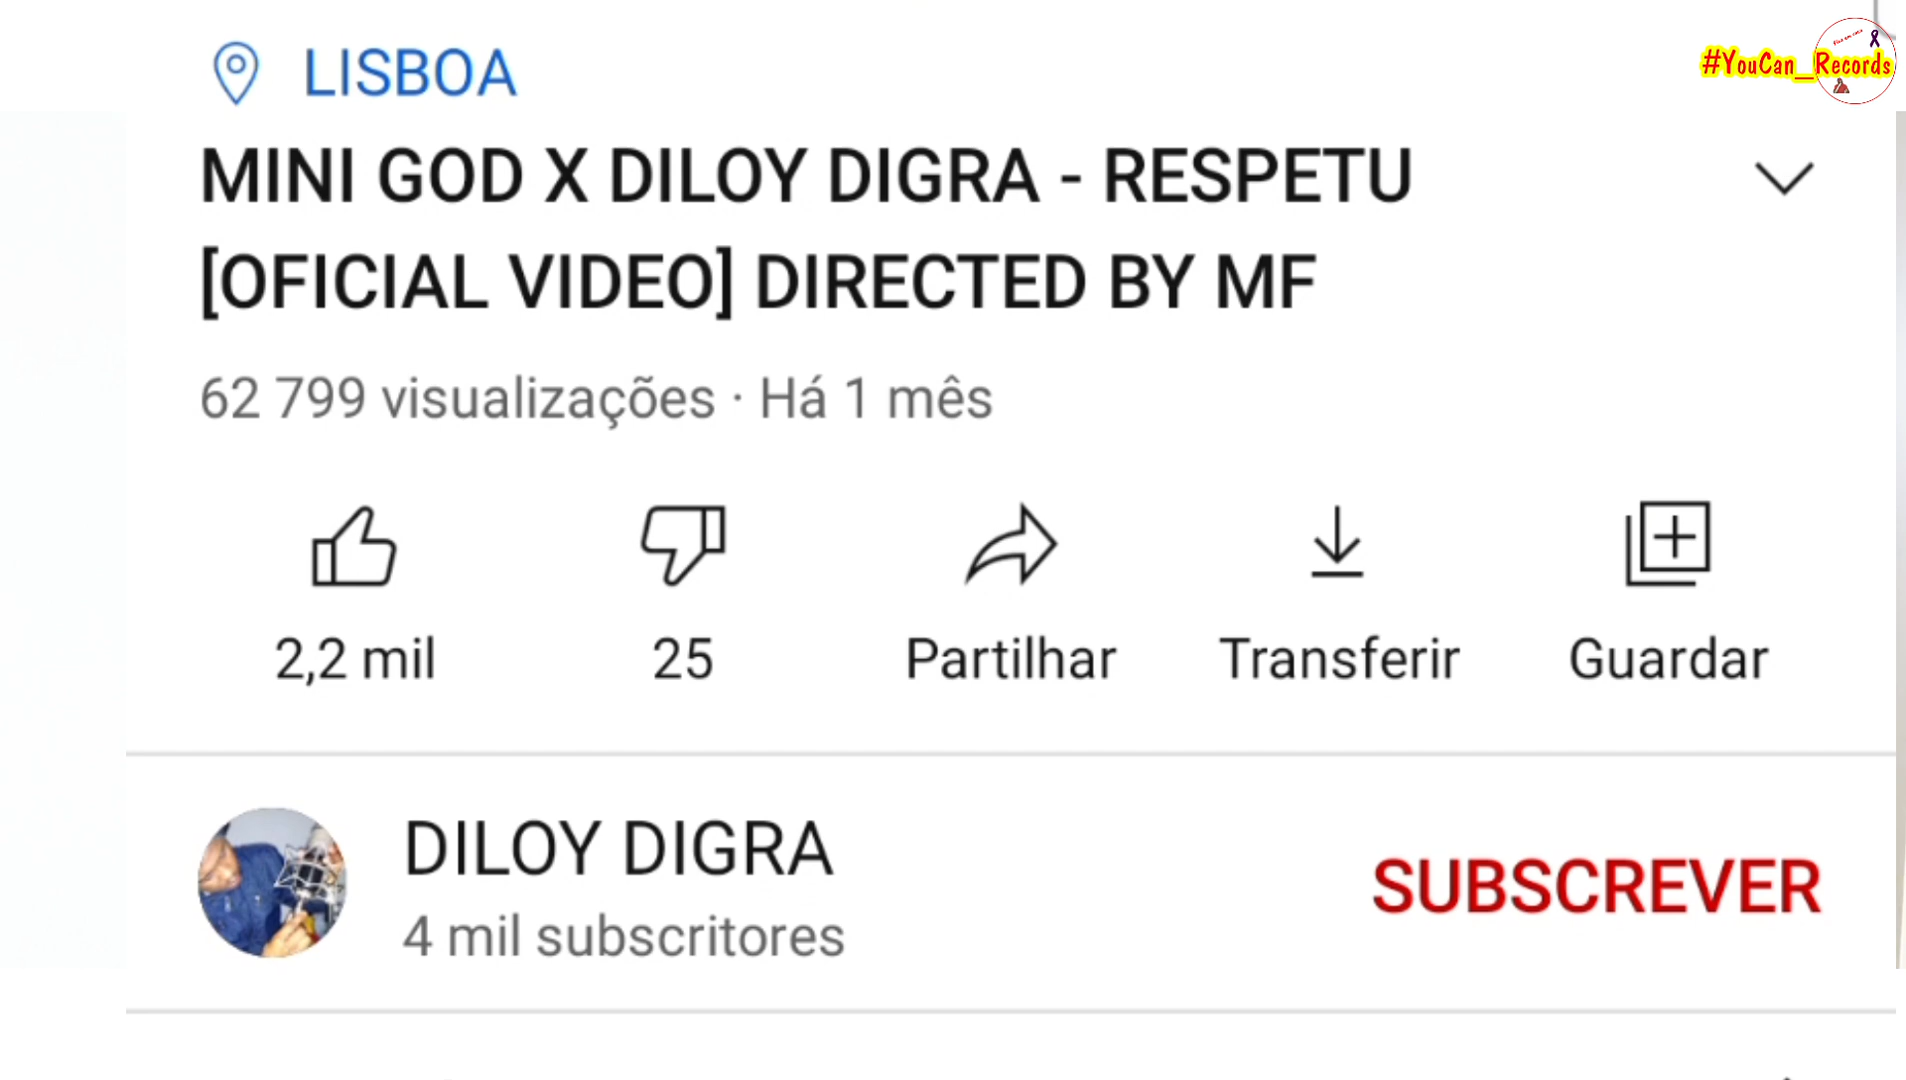 LISBOA
#YouCan_Records
MINI GOD X DILOY DIGRA - RESPETU
[OFICIAL VIDEO] DIRECTED BY MF
62 799 visualizações · Há 1 mês
2,2 mil
25
Partilhar
Transferir
Guardar
DILOY DIGRA
4 mil subscritores
SUBSCREVER